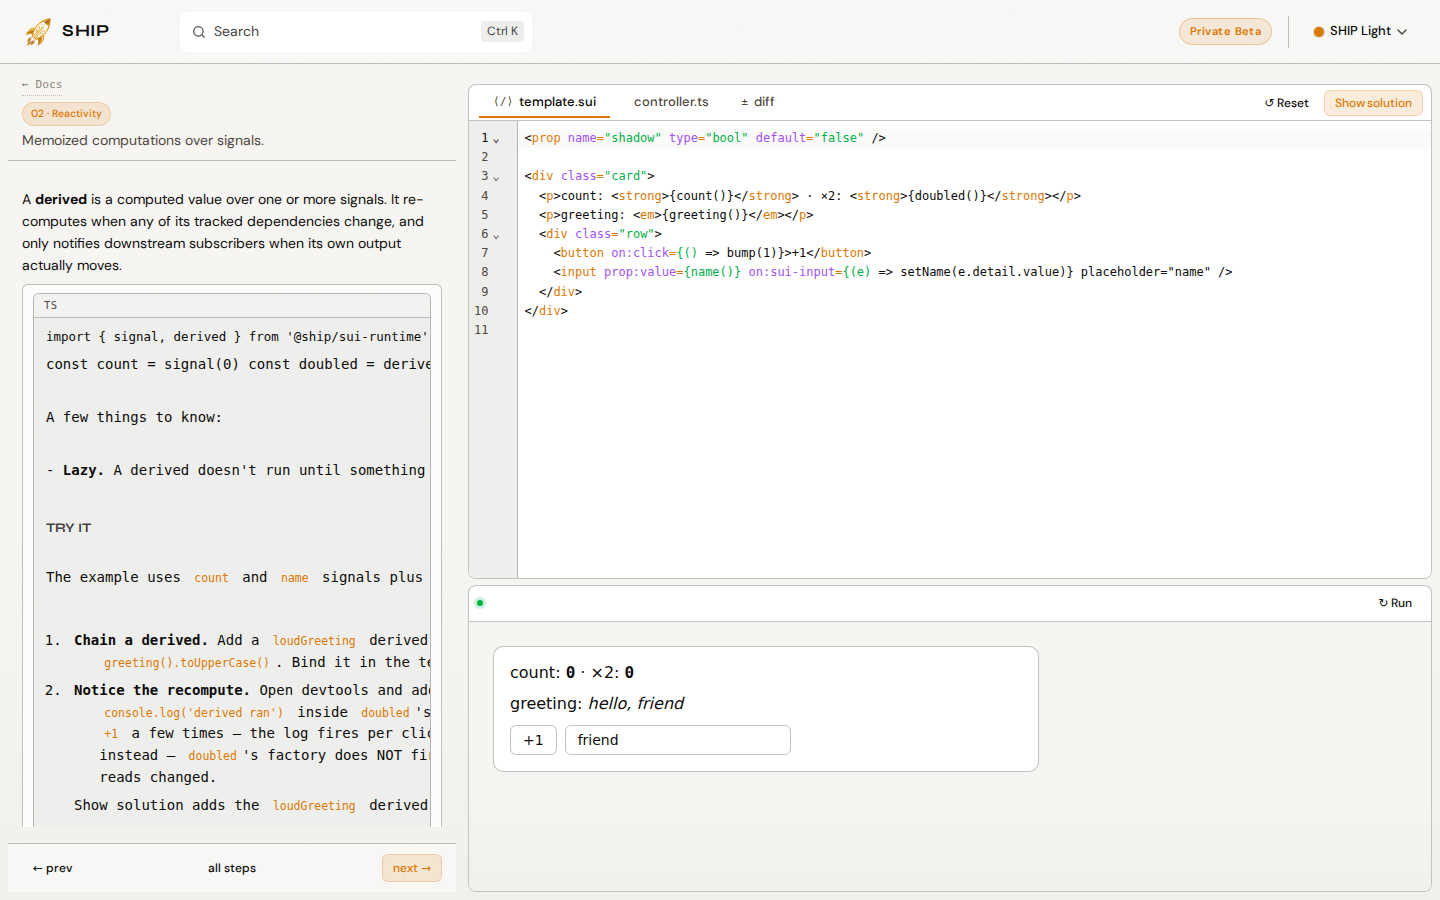 SHIP
Search
Ctrl K
Private Beta
SHIP Light
← Docs
02 · Reactivity
Memoized computations over signals.
A derived is a computed value over one or more signals. It re-
computes when any of its tracked dependencies change, and
only notifies downstream subscribers when its own output
actually moves.
TS
import { signal, derived } from '@ship/sui-runtime'
const count = signal(0) const doubled = derive
A few things to know:
- Lazy. A derived doesn't run until something
TRY IT
The example uses count and name signals plus
1. Chain a derived. Add a loudGreeting derived
greeting().toUpperCase() . Bind it in the te
2. Notice the recompute. Open devtools and add
console.log('derived ran') inside doubled 's
+1 a few times — the log fires per clic
instead — doubled 's factory does NOT fir
reads changed.
Show solution adds the loudGreeting derived
← prev
all steps
next →
⟨/⟩ template.sui
controller.ts
± diff
↺ Reset
Show solution
1 <prop name="shadow" type="bool" default="false" />
2
3 <div class="card">
4 <p>count: <strong>{count()}</strong> · ×2: <strong>{doubled()}</strong></p>
5 <p>greeting: <em>{greeting()}</em></p>
6 <div class="row">
7 <button on:click={() => bump(1)}>+1</button>
8 <input prop:value={name()} on:sui-input={(e) => setName(e.detail.value)} placeholder="name" />
9 </div>
10 </div>
11
↻ Run
count: 0 · ×2: 0
greeting: hello, friend
+1
friend